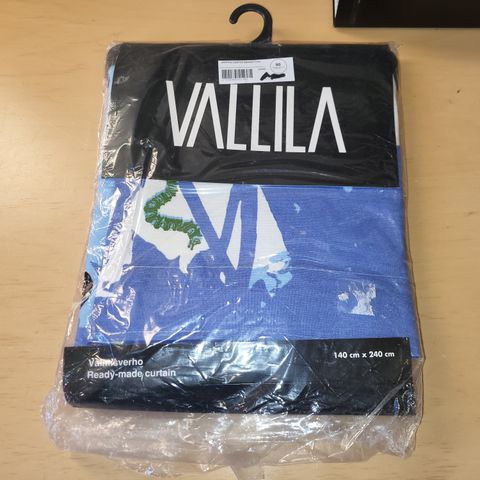 VALLILA
Valmisverho
Ready-made curtain
140 cm x 240 cm